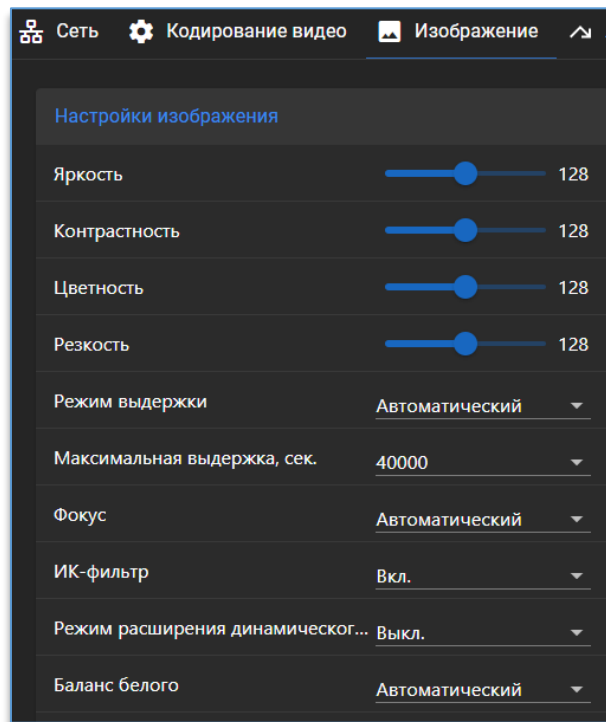 Сеть Кодирование видео Изображение
Настройки изображения
Яркость 128
Контрастность 128
Цветность 128
Резкость 128
Режим выдержки Автоматический
Максимальная выдержка, сек. 40000
Фокус Автоматический
ИК-фильтр Вкл.
Режим расширения динамическог... Выкл.
Баланс белого Автоматический